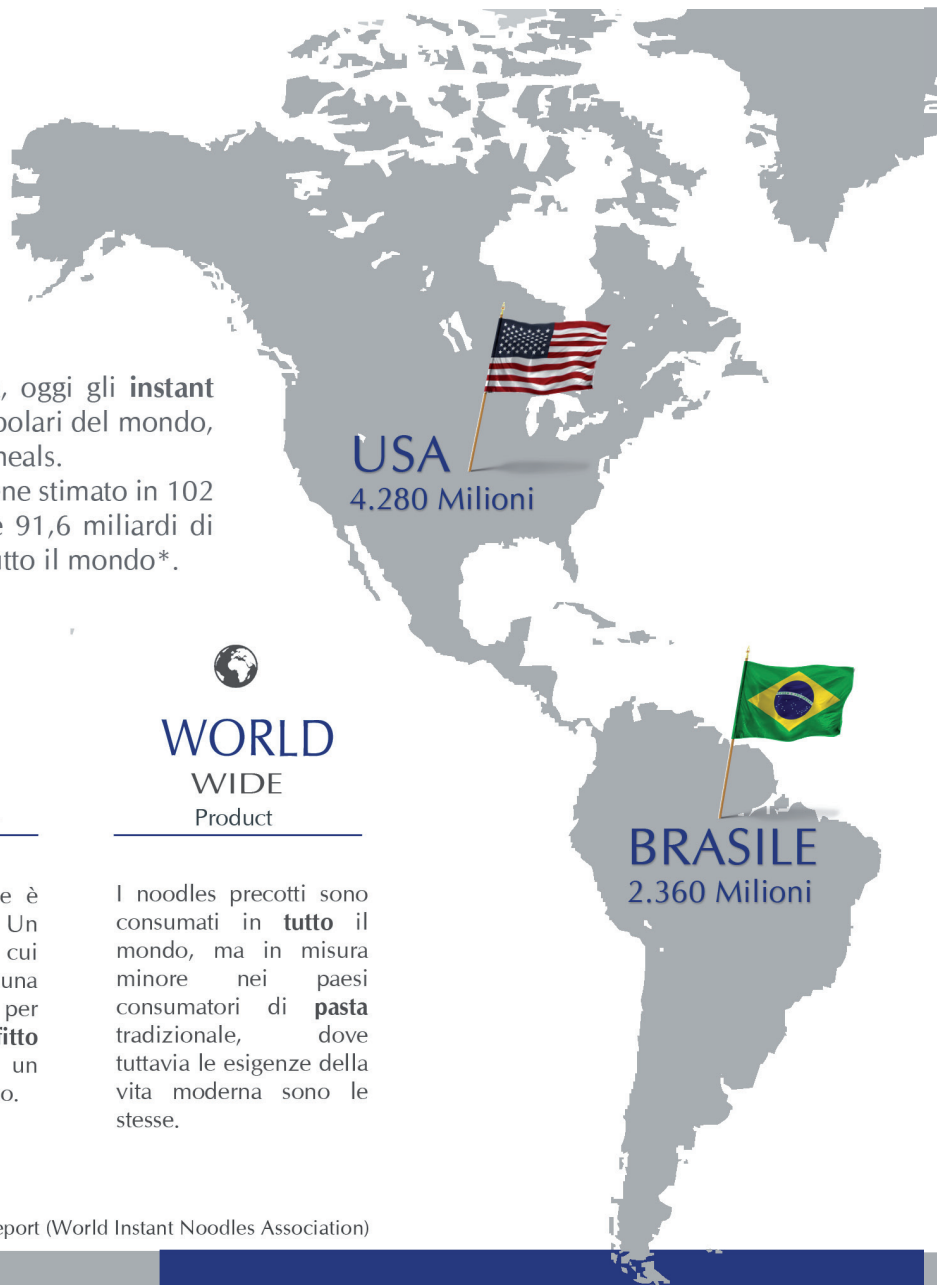 , oggi gli instant
polari del mondo,
neals.
ene stimato in 102
e 91,6 miliardi di
utto il mondo*.
USA
4.280 Milioni
WORLD
WIDE
Product
BRASILE
2.360 Milioni
e è
Un
cui
una
per
fitto
un
o.
I noodles precotti sono
consumati in tutto il
mondo, ma in misura
minore nei paesi
consumatori di pasta
tradizionale, dove
tuttavia le esigenze della
vita moderna sono le
stesse.
eport (World Instant Noodles Association)